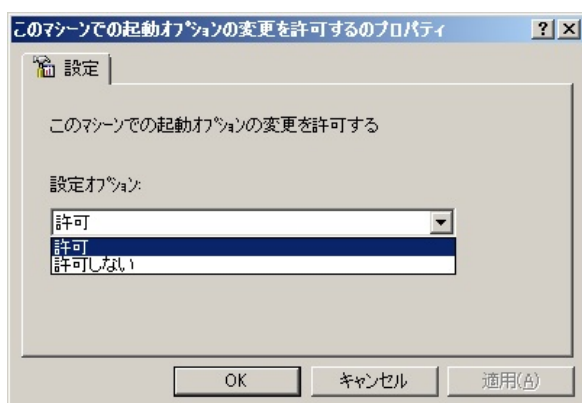 このマシーンでの起動オプションの変更を許可するのプロパティ
設定
このマシーンでの起動オプションの変更を許可する
設定オプション:
許可
許可
許可しない
OK
キャンセル
適用(A)